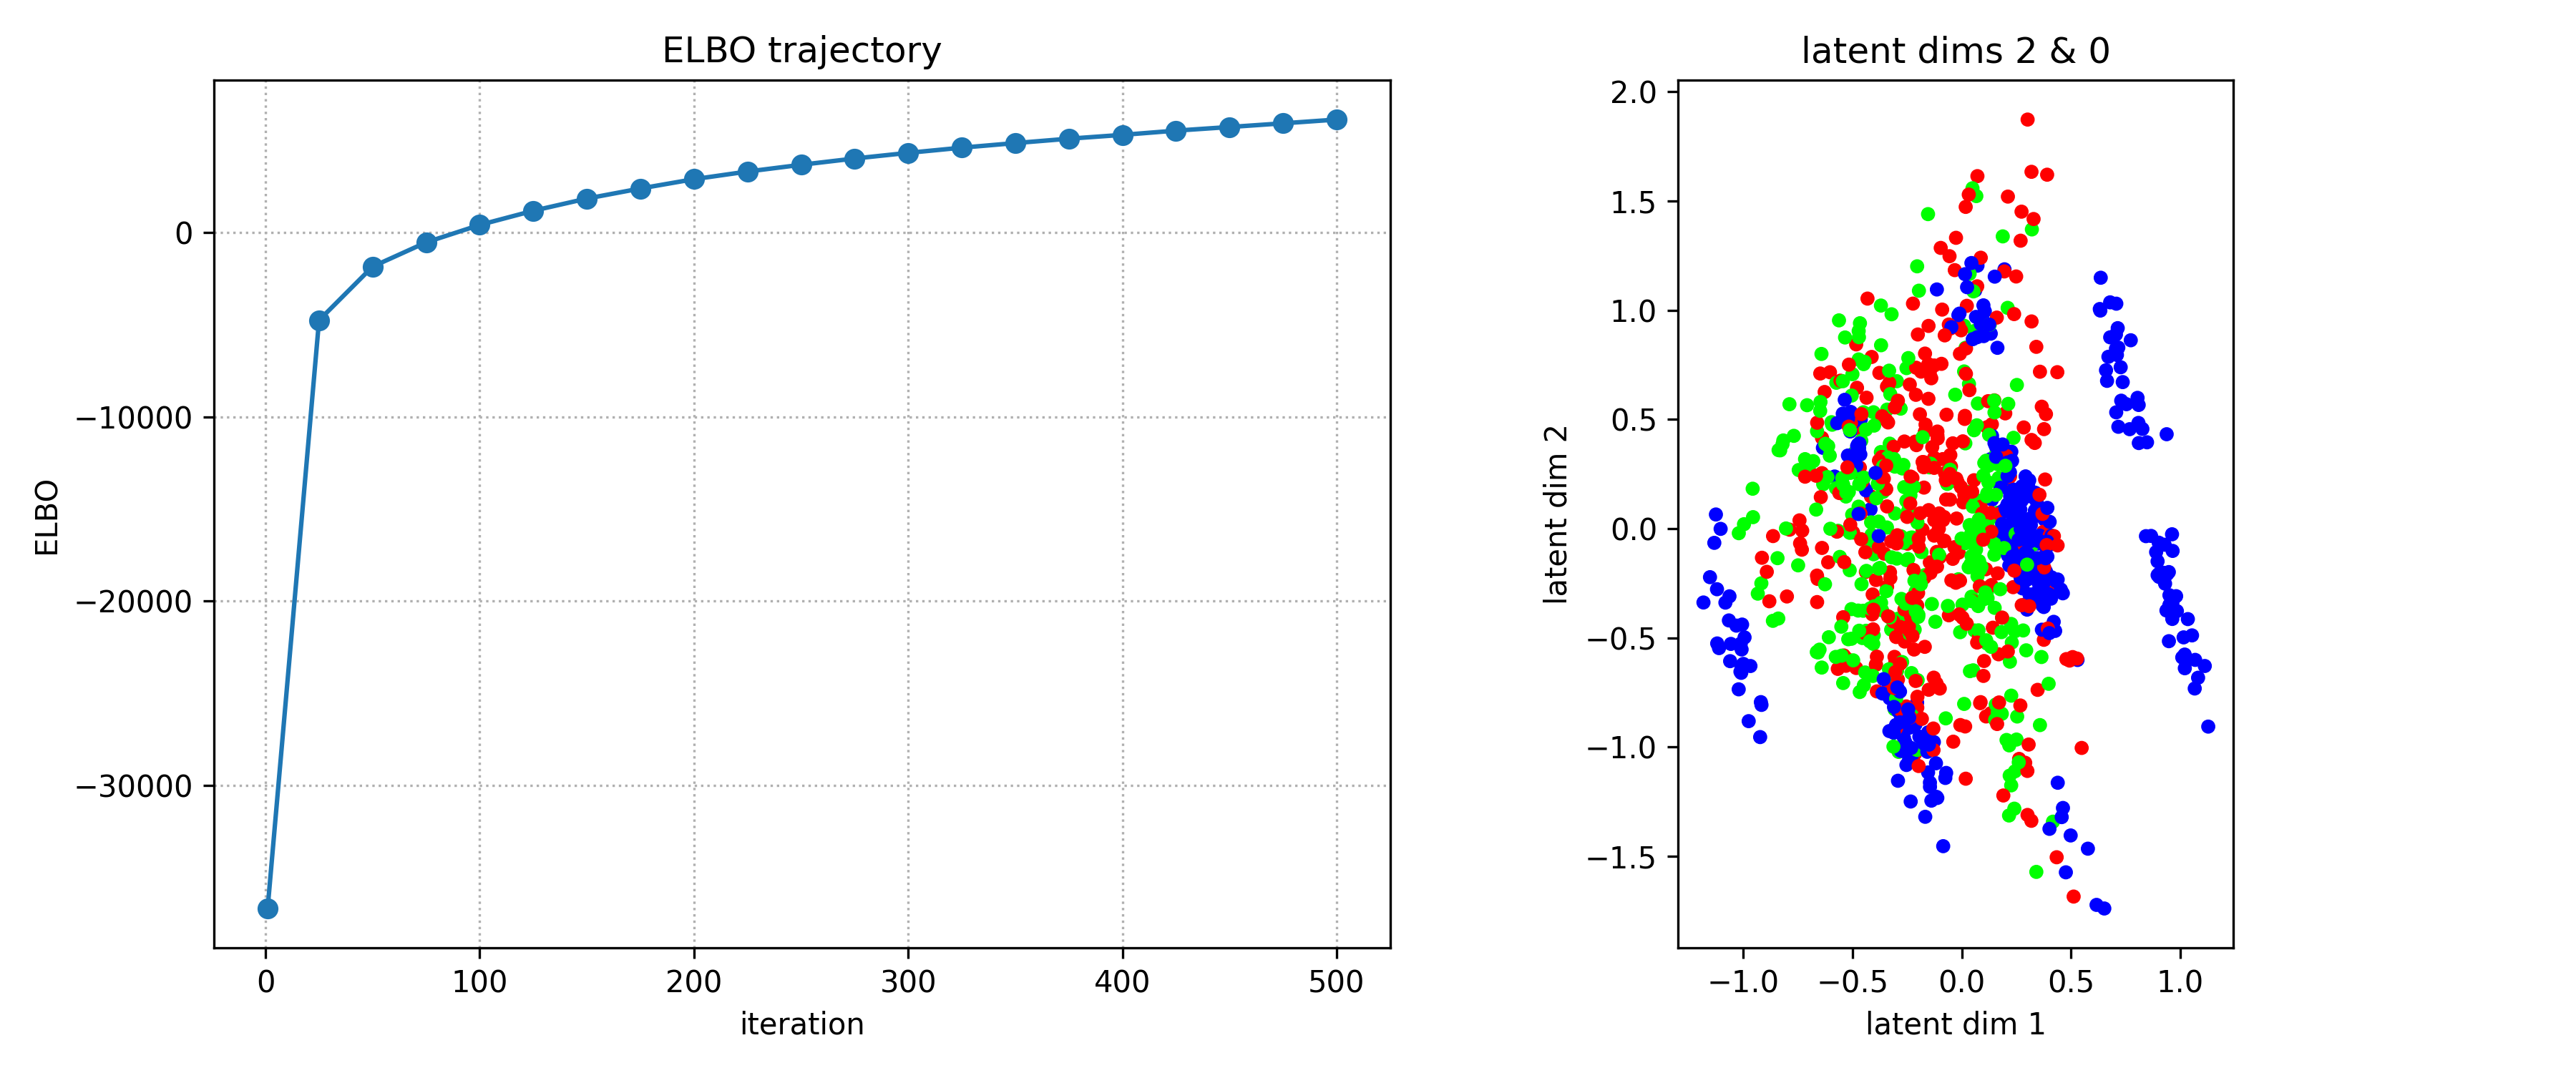 ELBO trajectory
ELBO
0
−10000
−20000
−30000
0 100 200 300 400 500
iteration
latent dims 2 & 0
latent dim 2
2.0
1.5
1.0
0.5
0.0
−0.5
−1.0
−1.5
−1.0 −0.5 0.0 0.5 1.0
latent dim 1